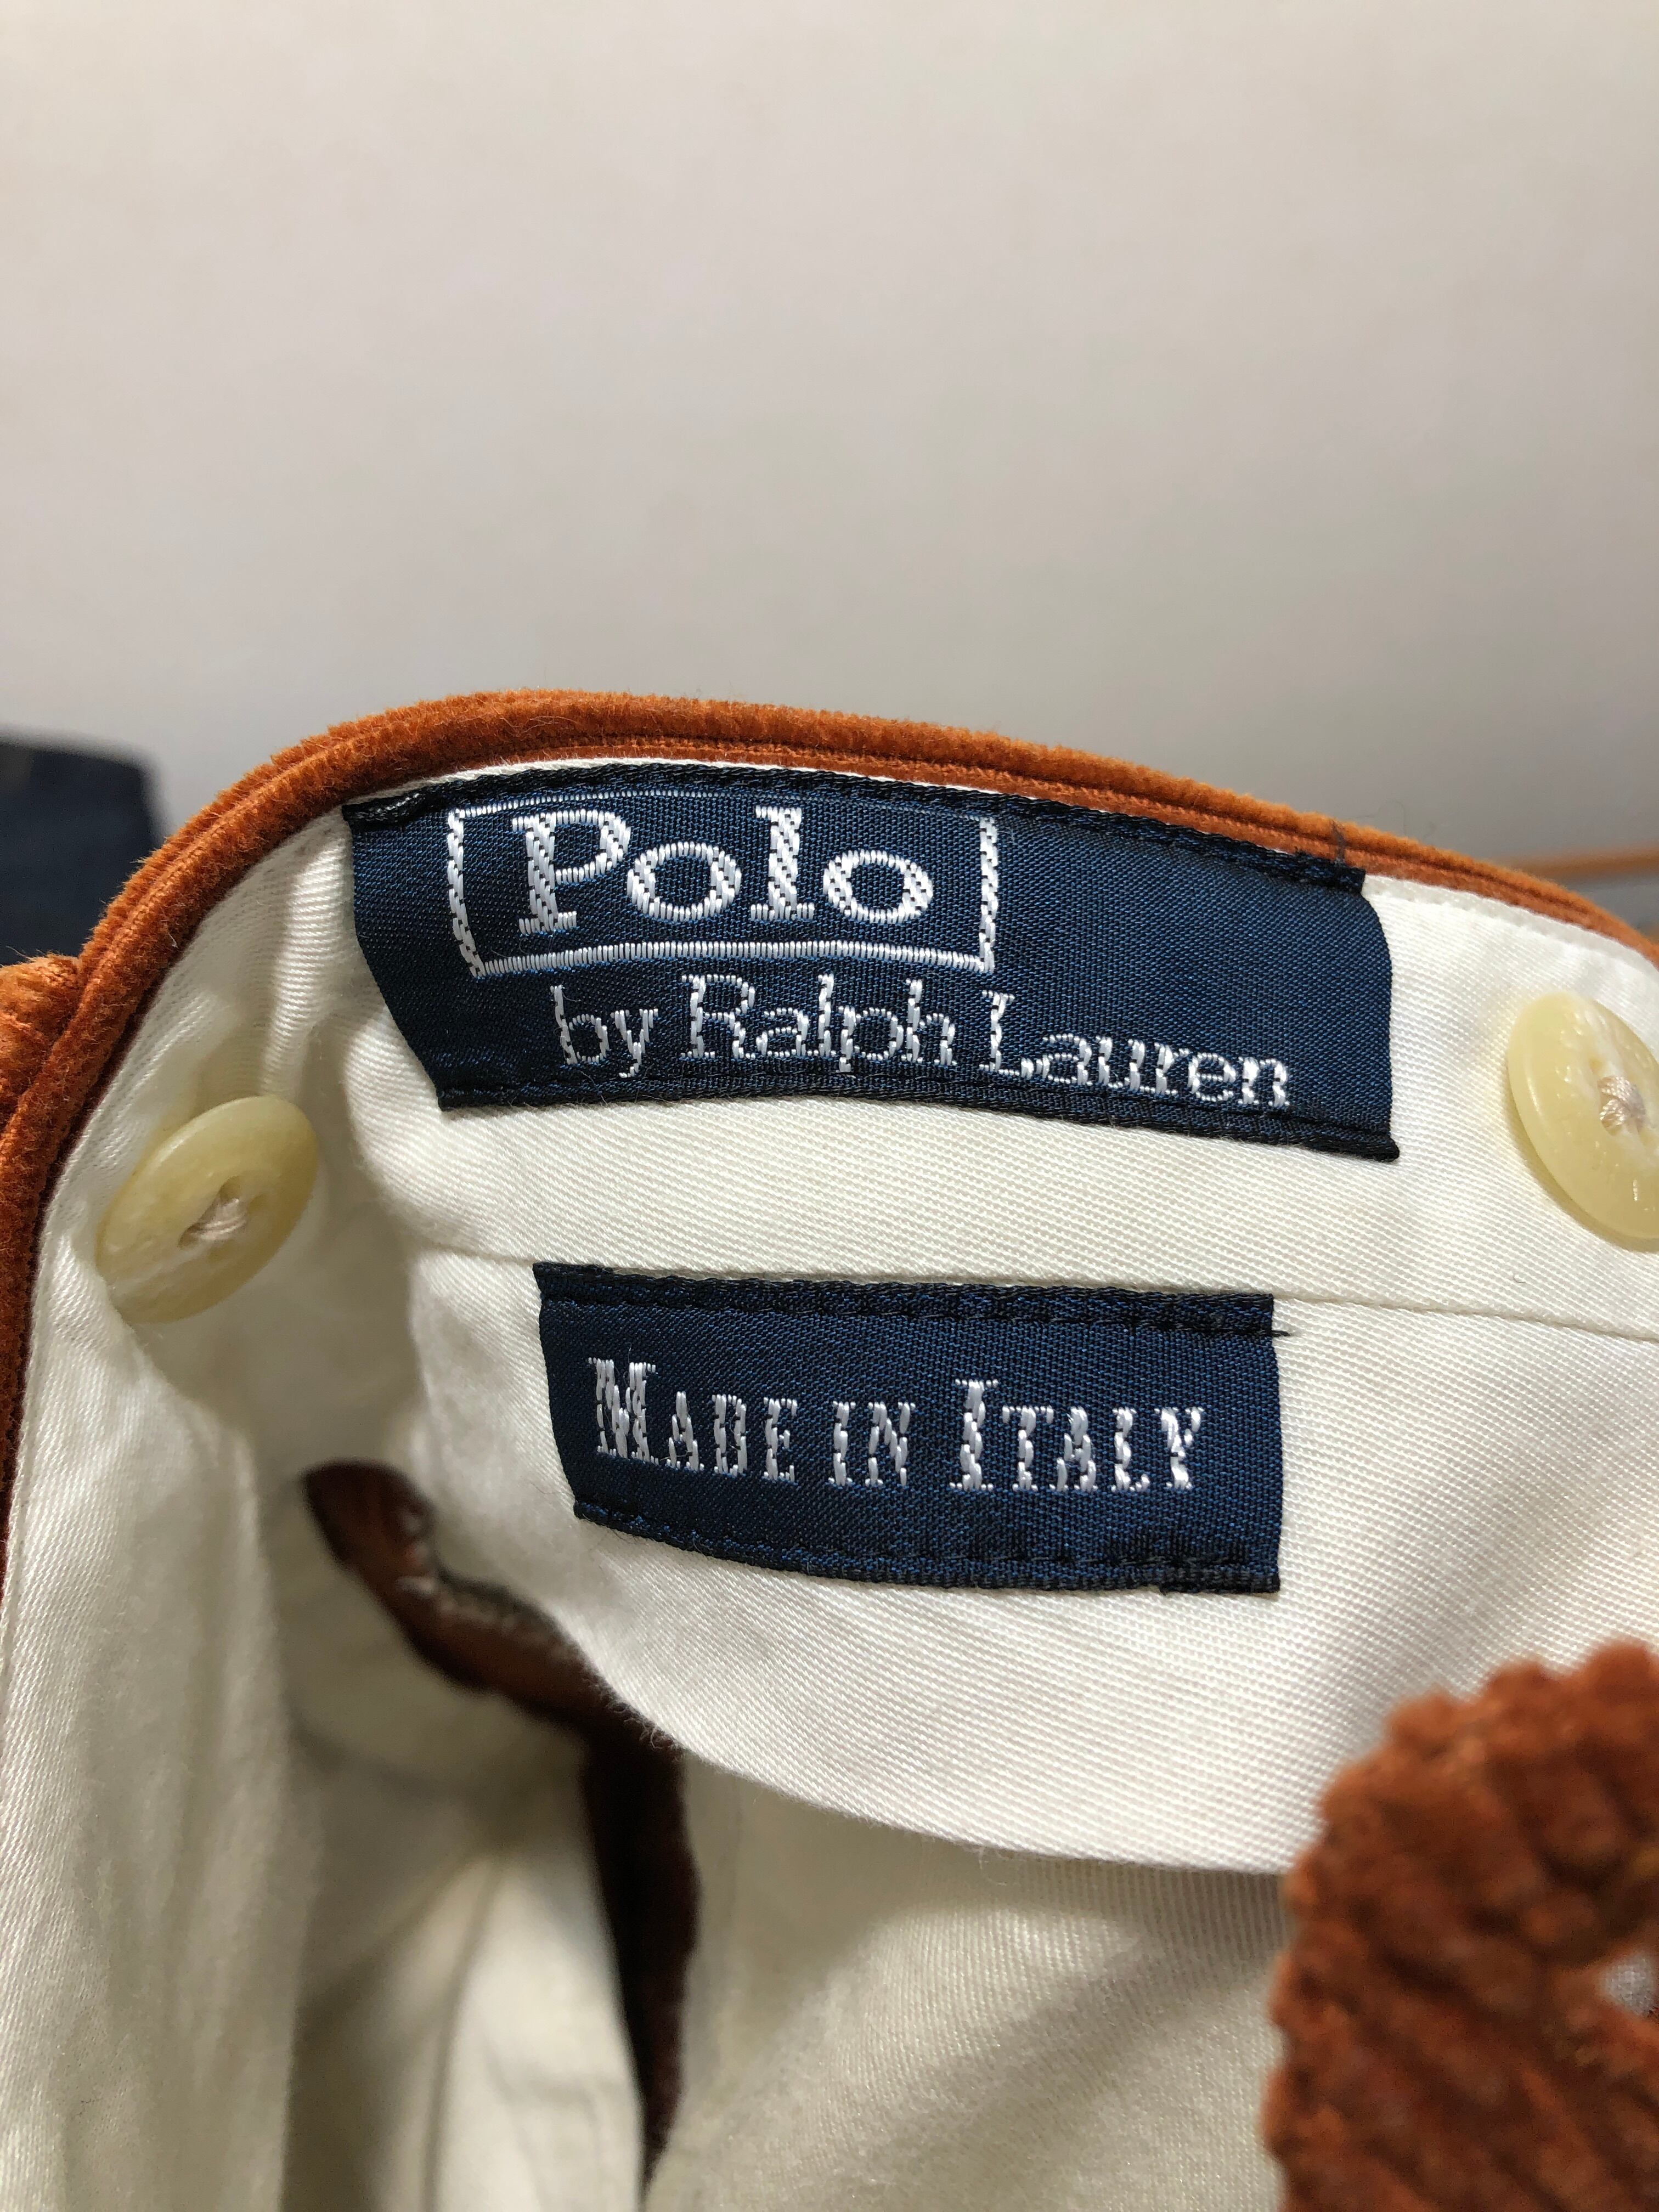 Polo
by Ralph Lauren
MADE IN ITALY